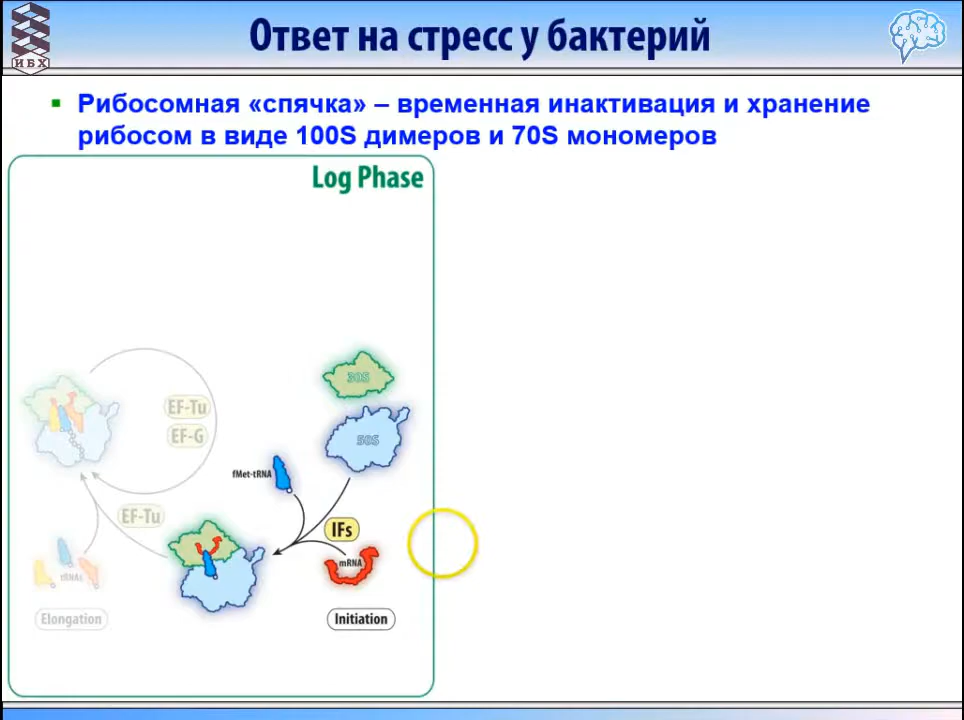 ИБХ
Ответ на стресс у бактерий
▪ Рибосомная «спячка» – временная инактивация и хранение
рибосом в виде 100S димеров и 70S мономеров
Log Phase
30S
EF-Tu
EF-G
50S
fMet-tRNA
EF-Tu
IFs
mRNA
tRNAs
Elongation
Initiation